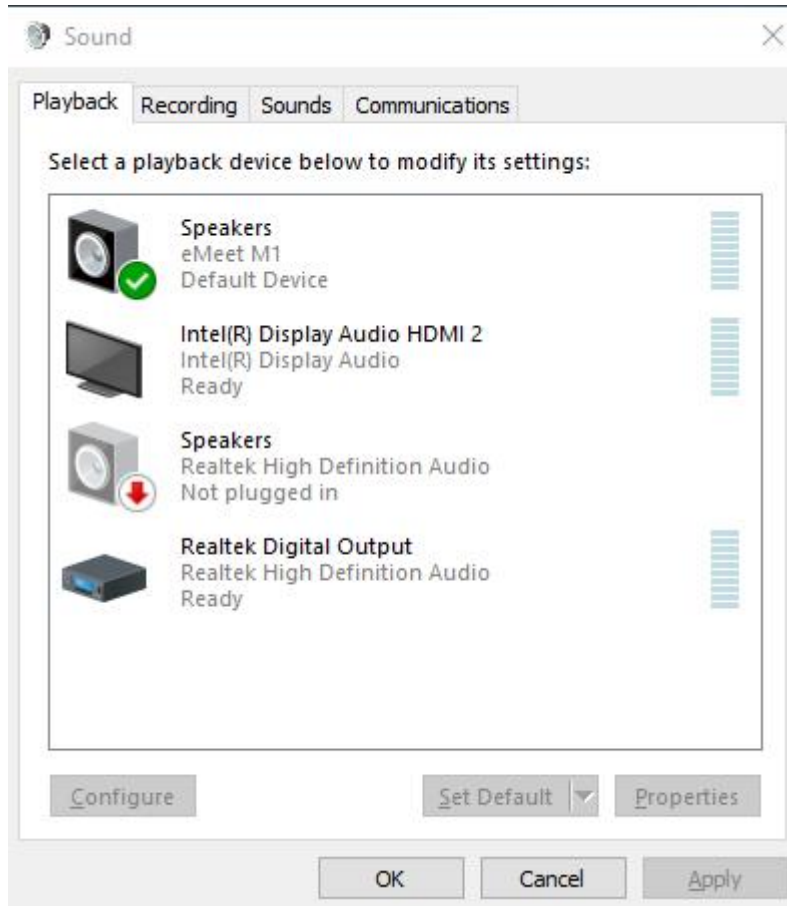 Sound
Playback Recording Sounds Communications
Select a playback device below to modify its settings:
Speakers
eMeet M1
Default Device
Intel(R) Display Audio HDMI 2
Intel(R) Display Audio
Ready
Speakers
Realtek High Definition Audio
Not plugged in
Realtek Digital Output
Realtek High Definition Audio
Ready
Configure Set Default Properties
OK Cancel Apply